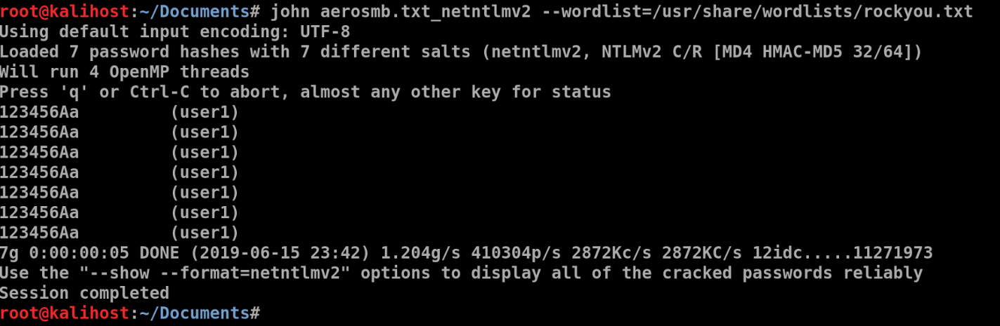 root@kalihost:~/Documents# john aerosmb.txt_netntlmv2 --wordlist=/usr/share/wordlists/rockyou.txt
Using default input encoding: UTF-8
Loaded 7 password hashes with 7 different salts (netntlmv2, NTLMv2 C/R [MD4 HMAC-MD5 32/64])
Will run 4 OpenMP threads
Press 'q' or Ctrl-C to abort, almost any other key for status
123456Aa         (user1)
123456Aa         (user1)
123456Aa         (user1)
123456Aa         (user1)
123456Aa         (user1)
123456Aa         (user1)
123456Aa         (user1)
7g 0:00:00:05 DONE (2019-06-15 23:42) 1.204g/s 410304p/s 2872Kc/s 2872KC/s 12idc.....11271973
Use the "--show --format=netntlmv2" options to display all of the cracked passwords reliably
Session completed
root@kalihost:~/Documents#